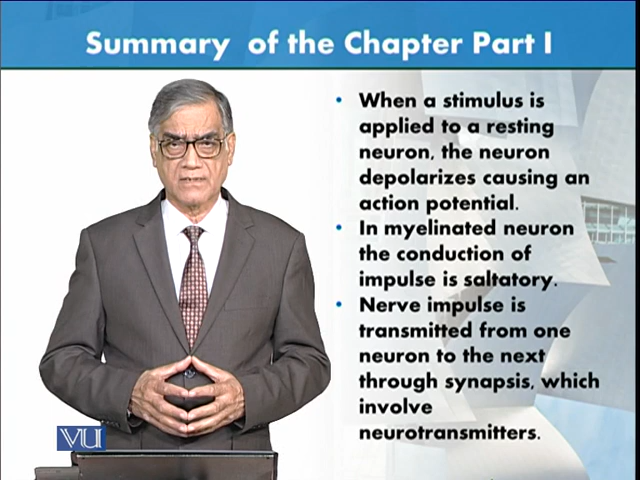 Summary of the Chapter Part I
• When a stimulus is
applied to a resting
neuron, the neuron
depolarizes causing an
action potential.
• In myelinated neuron
the conduction of
impulse is saltatory.
• Nerve impulse is
transmitted from one
neuron to the next
through synapsis, which
involve
neurotransmitters.
VU